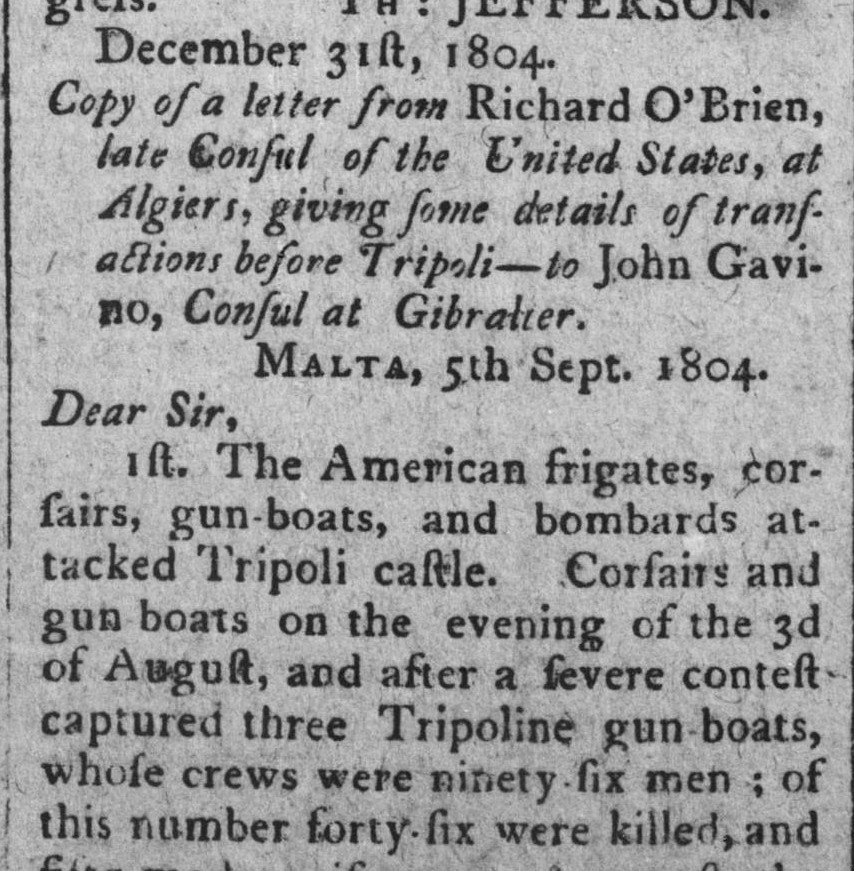 TH: JEFFERSON.
December 31ſt, 1804.
Copy of a letter from Richard O'Brien,
late Conſul of the United States, at
Algiers, giving ſome details of tranſ-
actions before Tripoli—to John Gavi-
no, Conſul at Gibralter.
MALTA, 5th Sept. 1804.
Dear Sir,
1ſt. The American frigates, cor-
ſairs, gun-boats, and bombards at-
tacked Tripoli caſtle. Corſairs and
gun boats on the evening of the 3d
of Auguſt, and after a ſevere conteſt
captured three Tripoline gun-boats,
whoſe crews were ninety-ſix men ; of
this number forty-ſix were killed, and